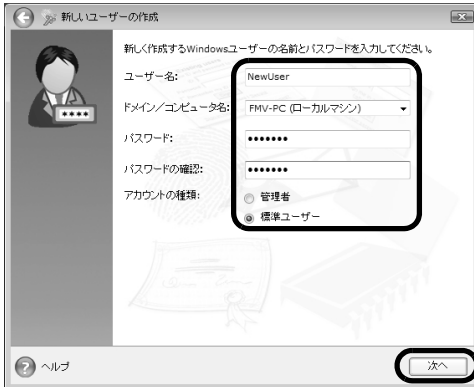 新しいユーザーの作成
新しく作成するWindowsユーザーの名前とパスワードを入力してください。
ユーザー名: NewUser
ドメイン/コンピュータ名: FMV-PC (ローカルマシン)
パスワード: •••••••
パスワードの確認: •••••••
アカウントの種類: 管理者
標準ユーザー
ヘルプ 次へ